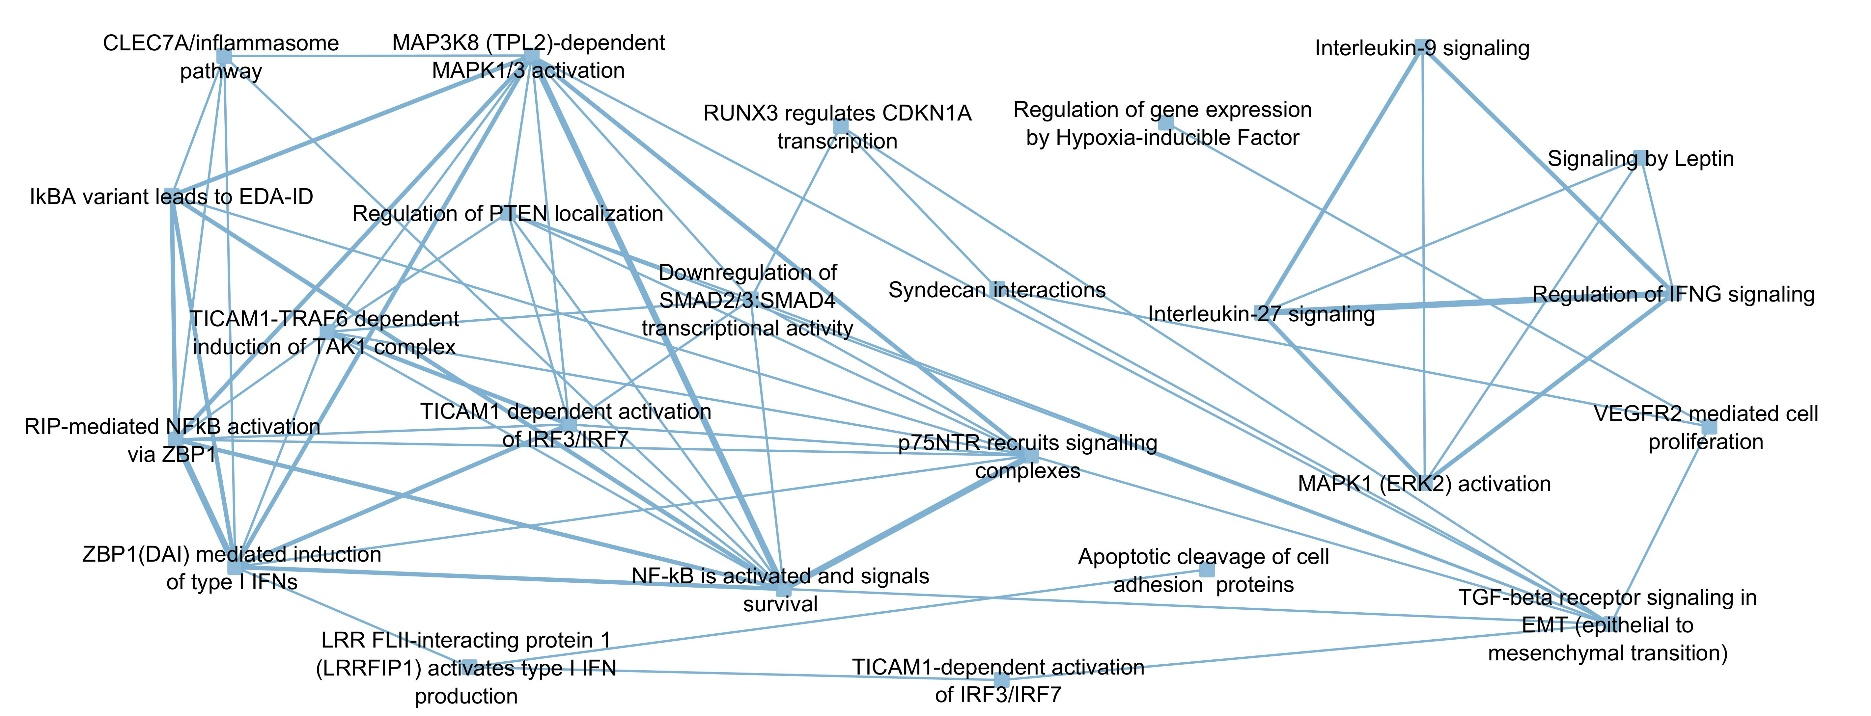 CLEC7A/inflammasome
pathway
MAP3K8 (TPL2)-dependent
MAPK1/3 activation
Interleukin-9 signaling
RUNX3 regulates CDKN1A
transcription
Regulation of gene expression
by Hypoxia-inducible Factor
Signaling by Leptin
IkBA variant leads to EDA-ID
Regulation of PTEN localization
Downregulation of
SMAD2/3:SMAD4
transcriptional activity
Syndecan interactions
Interleukin-27 signaling
Regulation of IFNG signaling
TICAM1-TRAF6 dependent
induction of TAK1 complex
RIP-mediated NFkB activation
via ZBP1
TICAM1 dependent activation
of IRF3/IRF7
p75NTR recruits signalling
complexes
VEGFR2 mediated cell
proliferation
MAPK1 (ERK2) activation
ZBP1(DAI) mediated induction
of type I IFNs
NF-kB is activated and signals
survival
Apoptotic cleavage of cell
adhesion proteins
TGF-beta receptor signaling in
EMT (epithelial to
mesenchymal transition)
LRR FLII-interacting protein 1
(LRRFIP1) activates type I IFN
production
TICAM1-dependent activation
of IRF3/IRF7